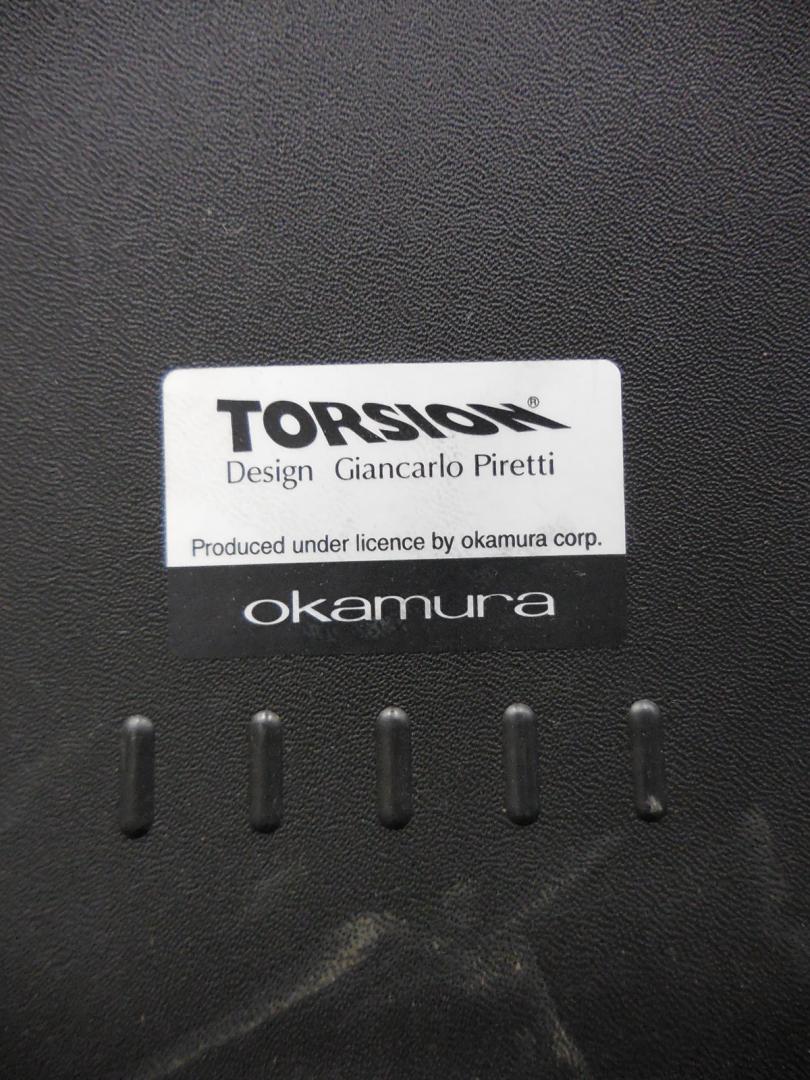 TORSION®
Design Giancarlo Piretti
Produced under licence by okamura corp.
okamura